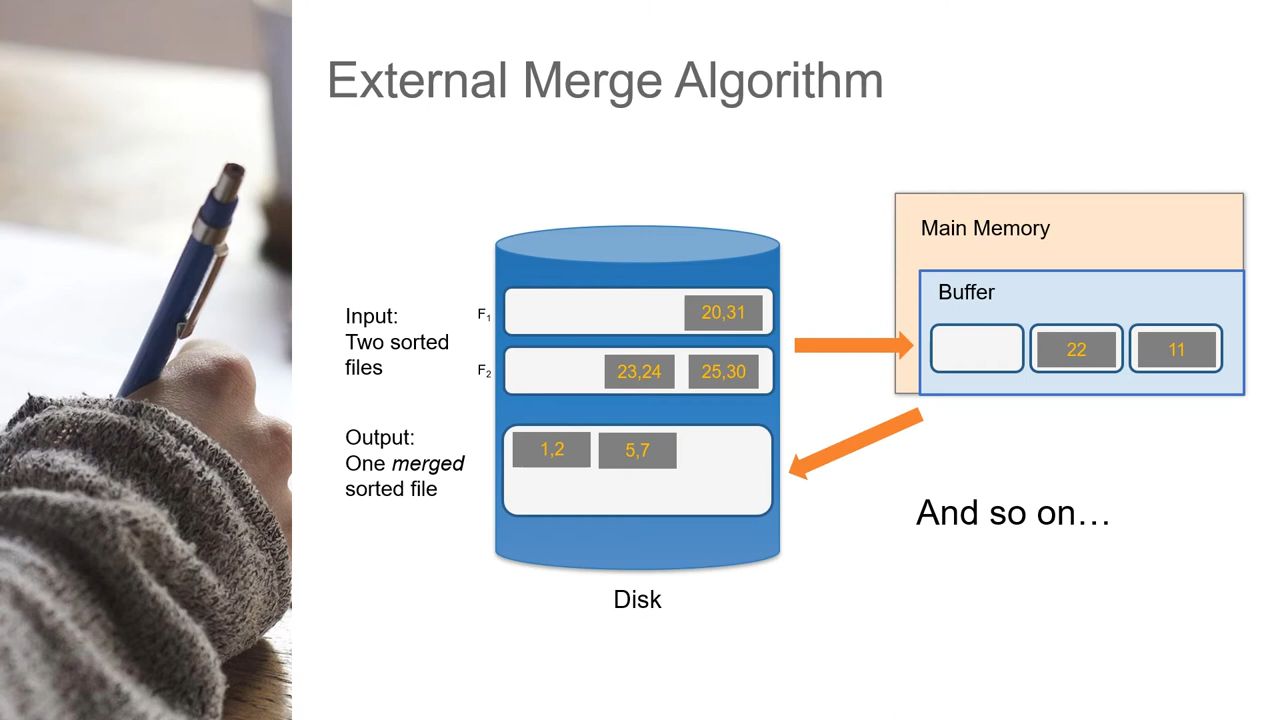 External Merge Algorithm
Main Memory
Buffer
Input:
Two sorted
files
F1
20,31
F2
23,24
25,30
22
11
Output:
One merged
sorted file
1,2
5,7
And so on…
Disk